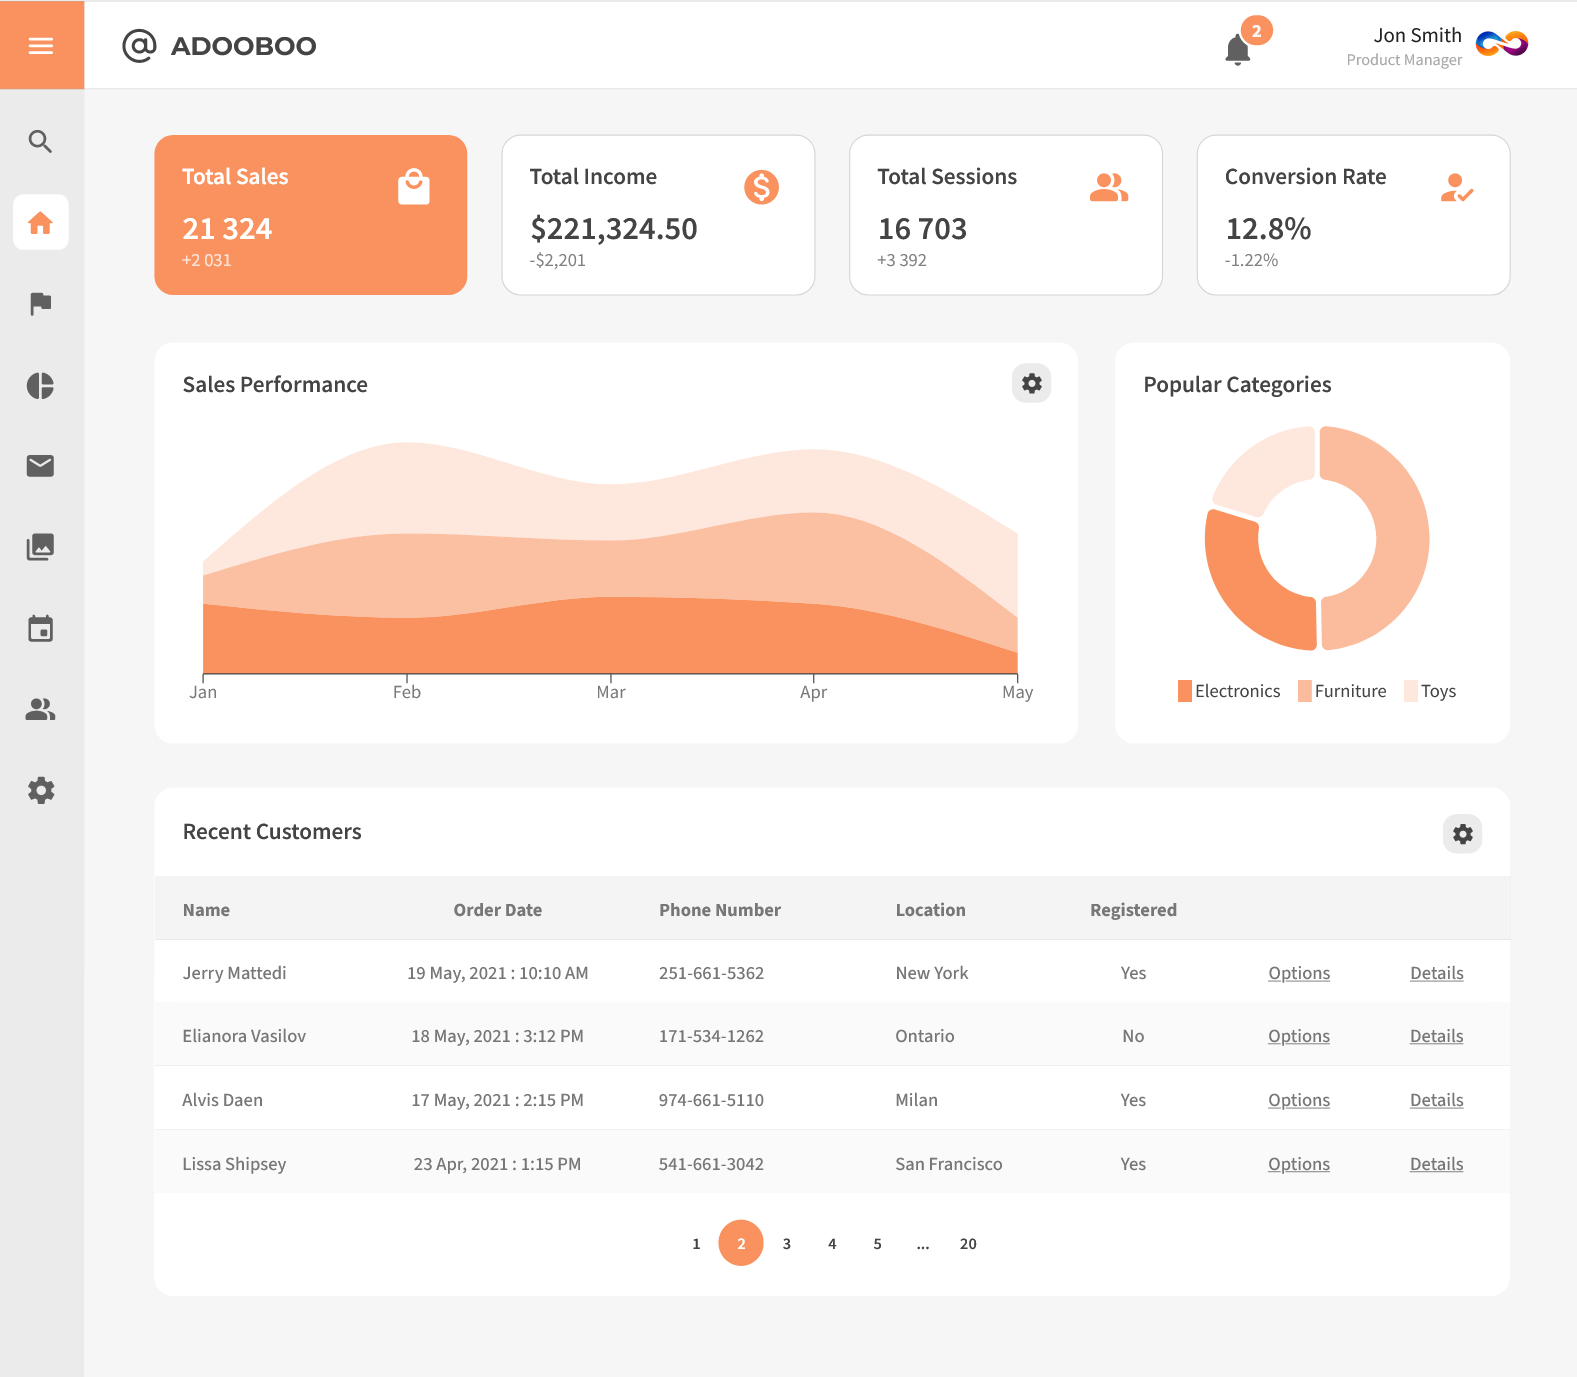 @ ADOOBOO
2
Jon Smith
Product Manager
Total Sales
21 324
+2 031
Total Income
$221,324.50
-$2,201
Total Sessions
16 703
+3 392
Conversion Rate
12.8%
-1.22%
Sales Performance
Jan Feb Mar Apr May
Popular Categories
Electronics Furniture Toys
Recent Customers
Name Order Date Phone Number Location Registered
Jerry Mattedi 19 May, 2021 : 10:10 AM 251-661-5362 New York Yes Options Details
Elianora Vasilov 18 May, 2021 : 3:12 PM 171-534-1262 Ontario No Options Details
Alvis Daen 17 May, 2021 : 2:15 PM 974-661-5110 Milan Yes Options Details
Lissa Shipsey 23 Apr, 2021 : 1:15 PM 541-661-3042 San Francisco Yes Options Details
1 2 3 4 5 ... 20